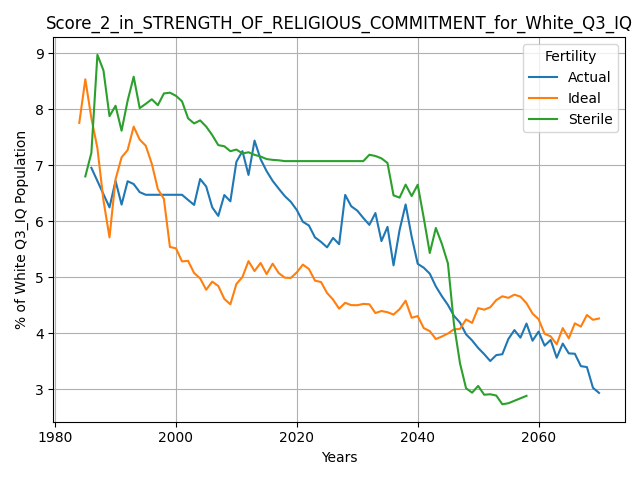 Score_2_in_STRENGTH_OF_RELIGIOUS_COMMITMENT_for_White_Q3_IQ
Fertility
Actual
Ideal
Sterile
9
8
7
6
5
4
3
% of White Q3_IQ Population
1980
2000
2020
2040
2060
Years